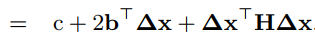 = c + 2b⊤Δx + Δx⊤HΔx.